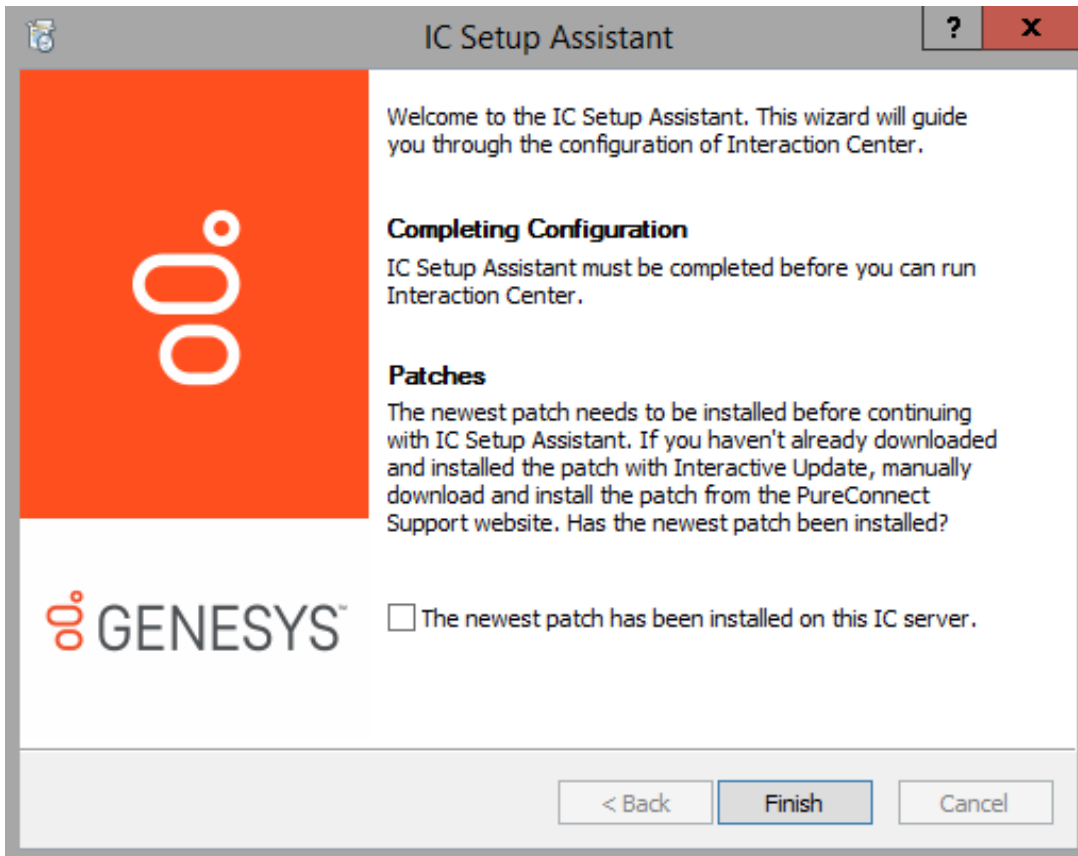 IC Setup Assistant
?
x
Welcome to the IC Setup Assistant. This wizard will guide
you through the configuration of Interaction Center.
Completing Configuration
IC Setup Assistant must be completed before you can run
Interaction Center.
Patches
The newest patch needs to be installed before continuing
with IC Setup Assistant. If you haven't already downloaded
and installed the patch with Interactive Update, manually
download and install the patch from the PureConnect
Support website. Has the newest patch been installed?
GENESYS™
The newest patch has been installed on this IC server.
< Back
Finish
Cancel